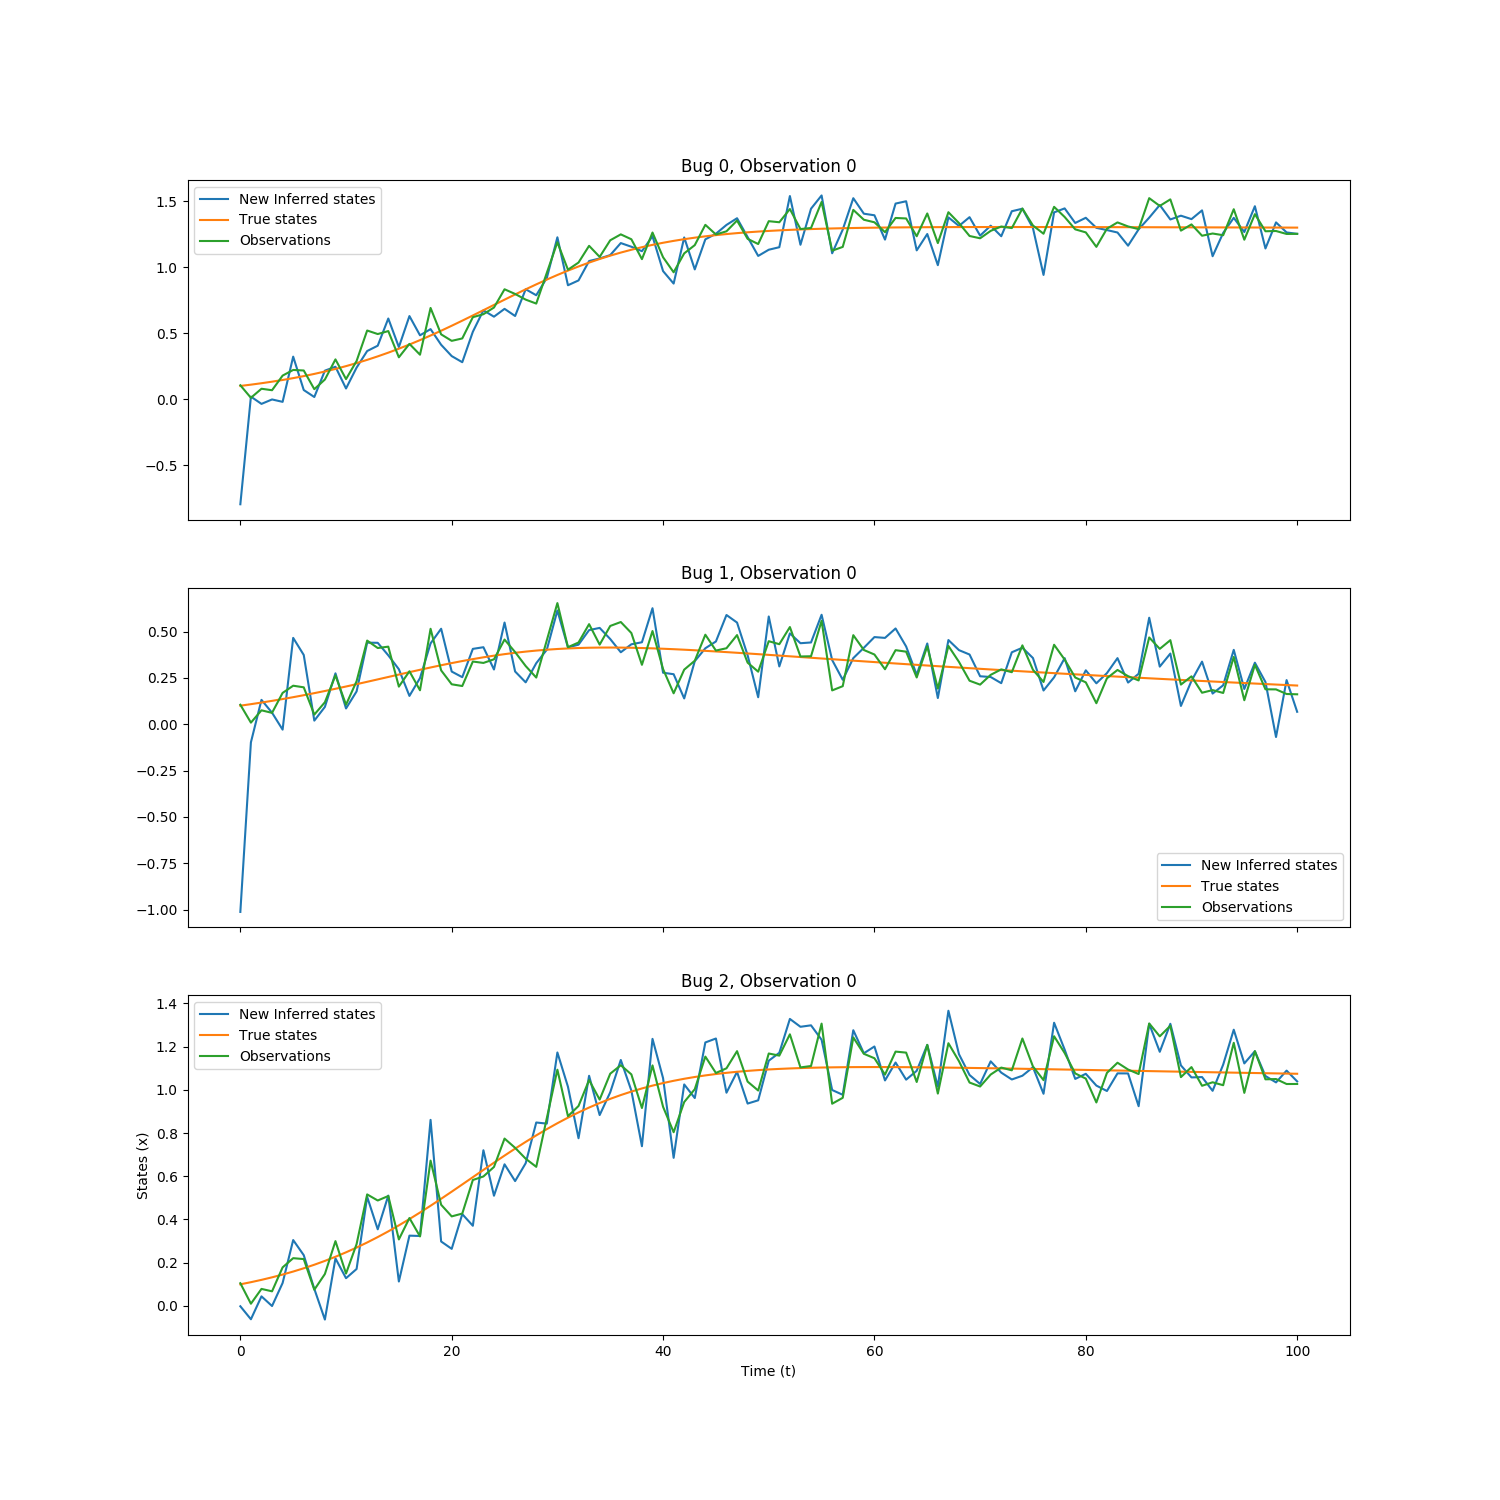 Bug 0, Observation 0
New Inferred states
True states
Observations
1.5
1.0
0.5
0.0
−0.5
Bug 1, Observation 0
0.50
0.25
0.00
−0.25
−0.50
−0.75
−1.00
New Inferred states
True states
Observations
Bug 2, Observation 0
New Inferred states
True states
Observations
1.4
1.2
1.0
0.8
0.6
0.4
0.2
0.0
States (x)
0 20 40 60 80 100
Time (t)